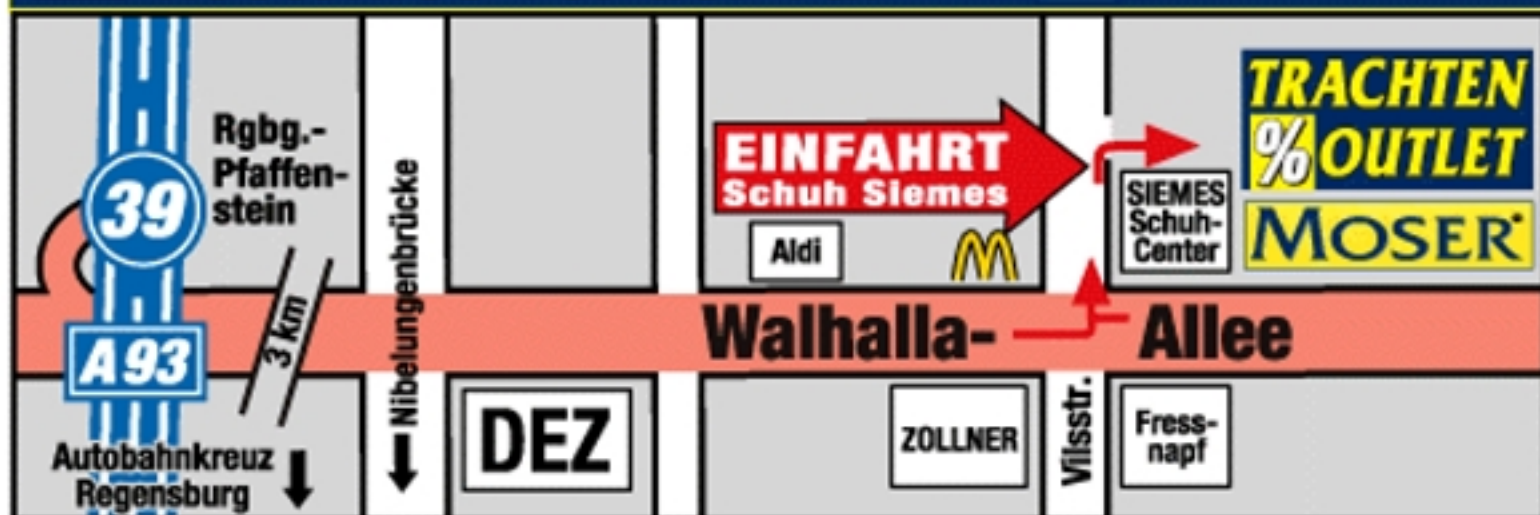 39
Rgbg.-
Pfaffen-
stein
A93
3 km
Autobahnkreuz
Regensburg
Nibelungenbrücke
DEZ
EINFAHRT
Schuh Siemes
Aldi
M
Walhalla- Allee
ZOLLNER
Vilsstr.
Fress-
napf
SIEMES
Schuh-
Center
TRACHTEN
% OUTLET
MOSER